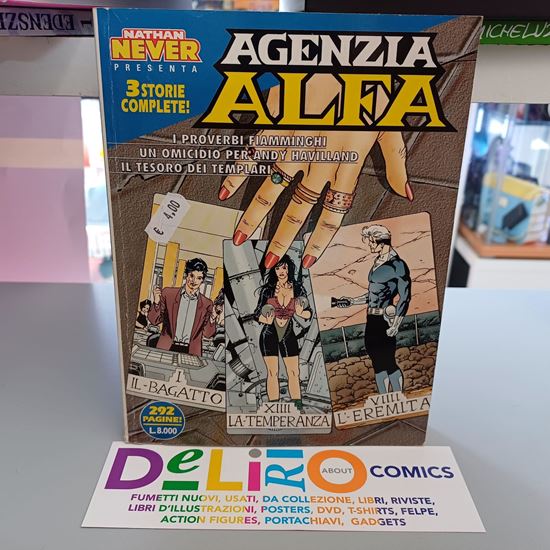 EDENSZ
MICHELUZ
NATHAN
NEVER
PRESENTA
3 STORIE
COMPLETE!
AGENZIA
ALFA
I PROVERBI FIAMMINGHI
UN OMICIDIO PER ANDY HAVILLAND
IL TESORO DEI TEMPLARI
€ 4,00
I
IL·BAGATTO
XIIII
LA·TEMPERANZA
VIIII
L'EREMITA
292
PAGINE!
L. 8.000
DeLiRiO
ABOUT
COMICS
FUMETTI NUOVI, USATI, DA COLLEZIONE, LIBRI, RIVISTE,
LIBRI D'ILLUSTRAZIONI, POSTERS, DVD, T-SHIRTS, FELPE,
ACTION FIGURES, PORTACHIAVI, GADGETS